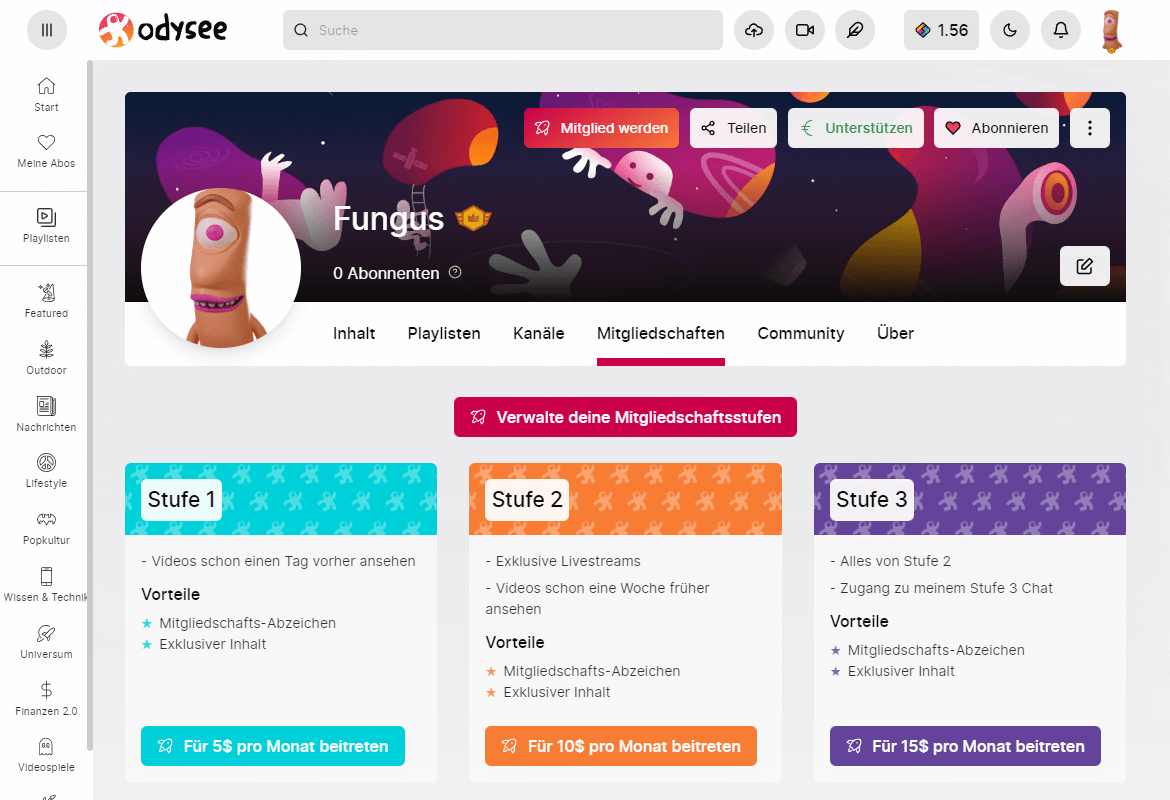 odysee
Suche
1.56
Start
Meine Abos
Playlisten
Featured
Outdoor
Nachrichten
Lifestyle
Popkultur
Wissen & Technik
Universum
Finanzen 2.0
Videospiele
Mitglied werden
Teilen
Unterstützen
Abonnieren
Fungus
0 Abonnenten
Inhalt
Playlisten
Kanäle
Mitgliedschaften
Community
Über
Verwalte deine Mitgliedschaftsstufen
Stufe 1
- Videos schon einen Tag vorher ansehen
Vorteile
★ Mitgliedschafts-Abzeichen
★ Exklusiver Inhalt
Für 5$ pro Monat beitreten
Stufe 2
- Exklusive Livestreams
- Videos schon eine Woche früher
ansehen
Vorteile
★ Mitgliedschafts-Abzeichen
★ Exklusiver Inhalt
Für 10$ pro Monat beitreten
Stufe 3
- Alles von Stufe 2
- Zugang zu meinem Stufe 3 Chat
Vorteile
★ Mitgliedschafts-Abzeichen
★ Exklusiver Inhalt
Für 15$ pro Monat beitreten